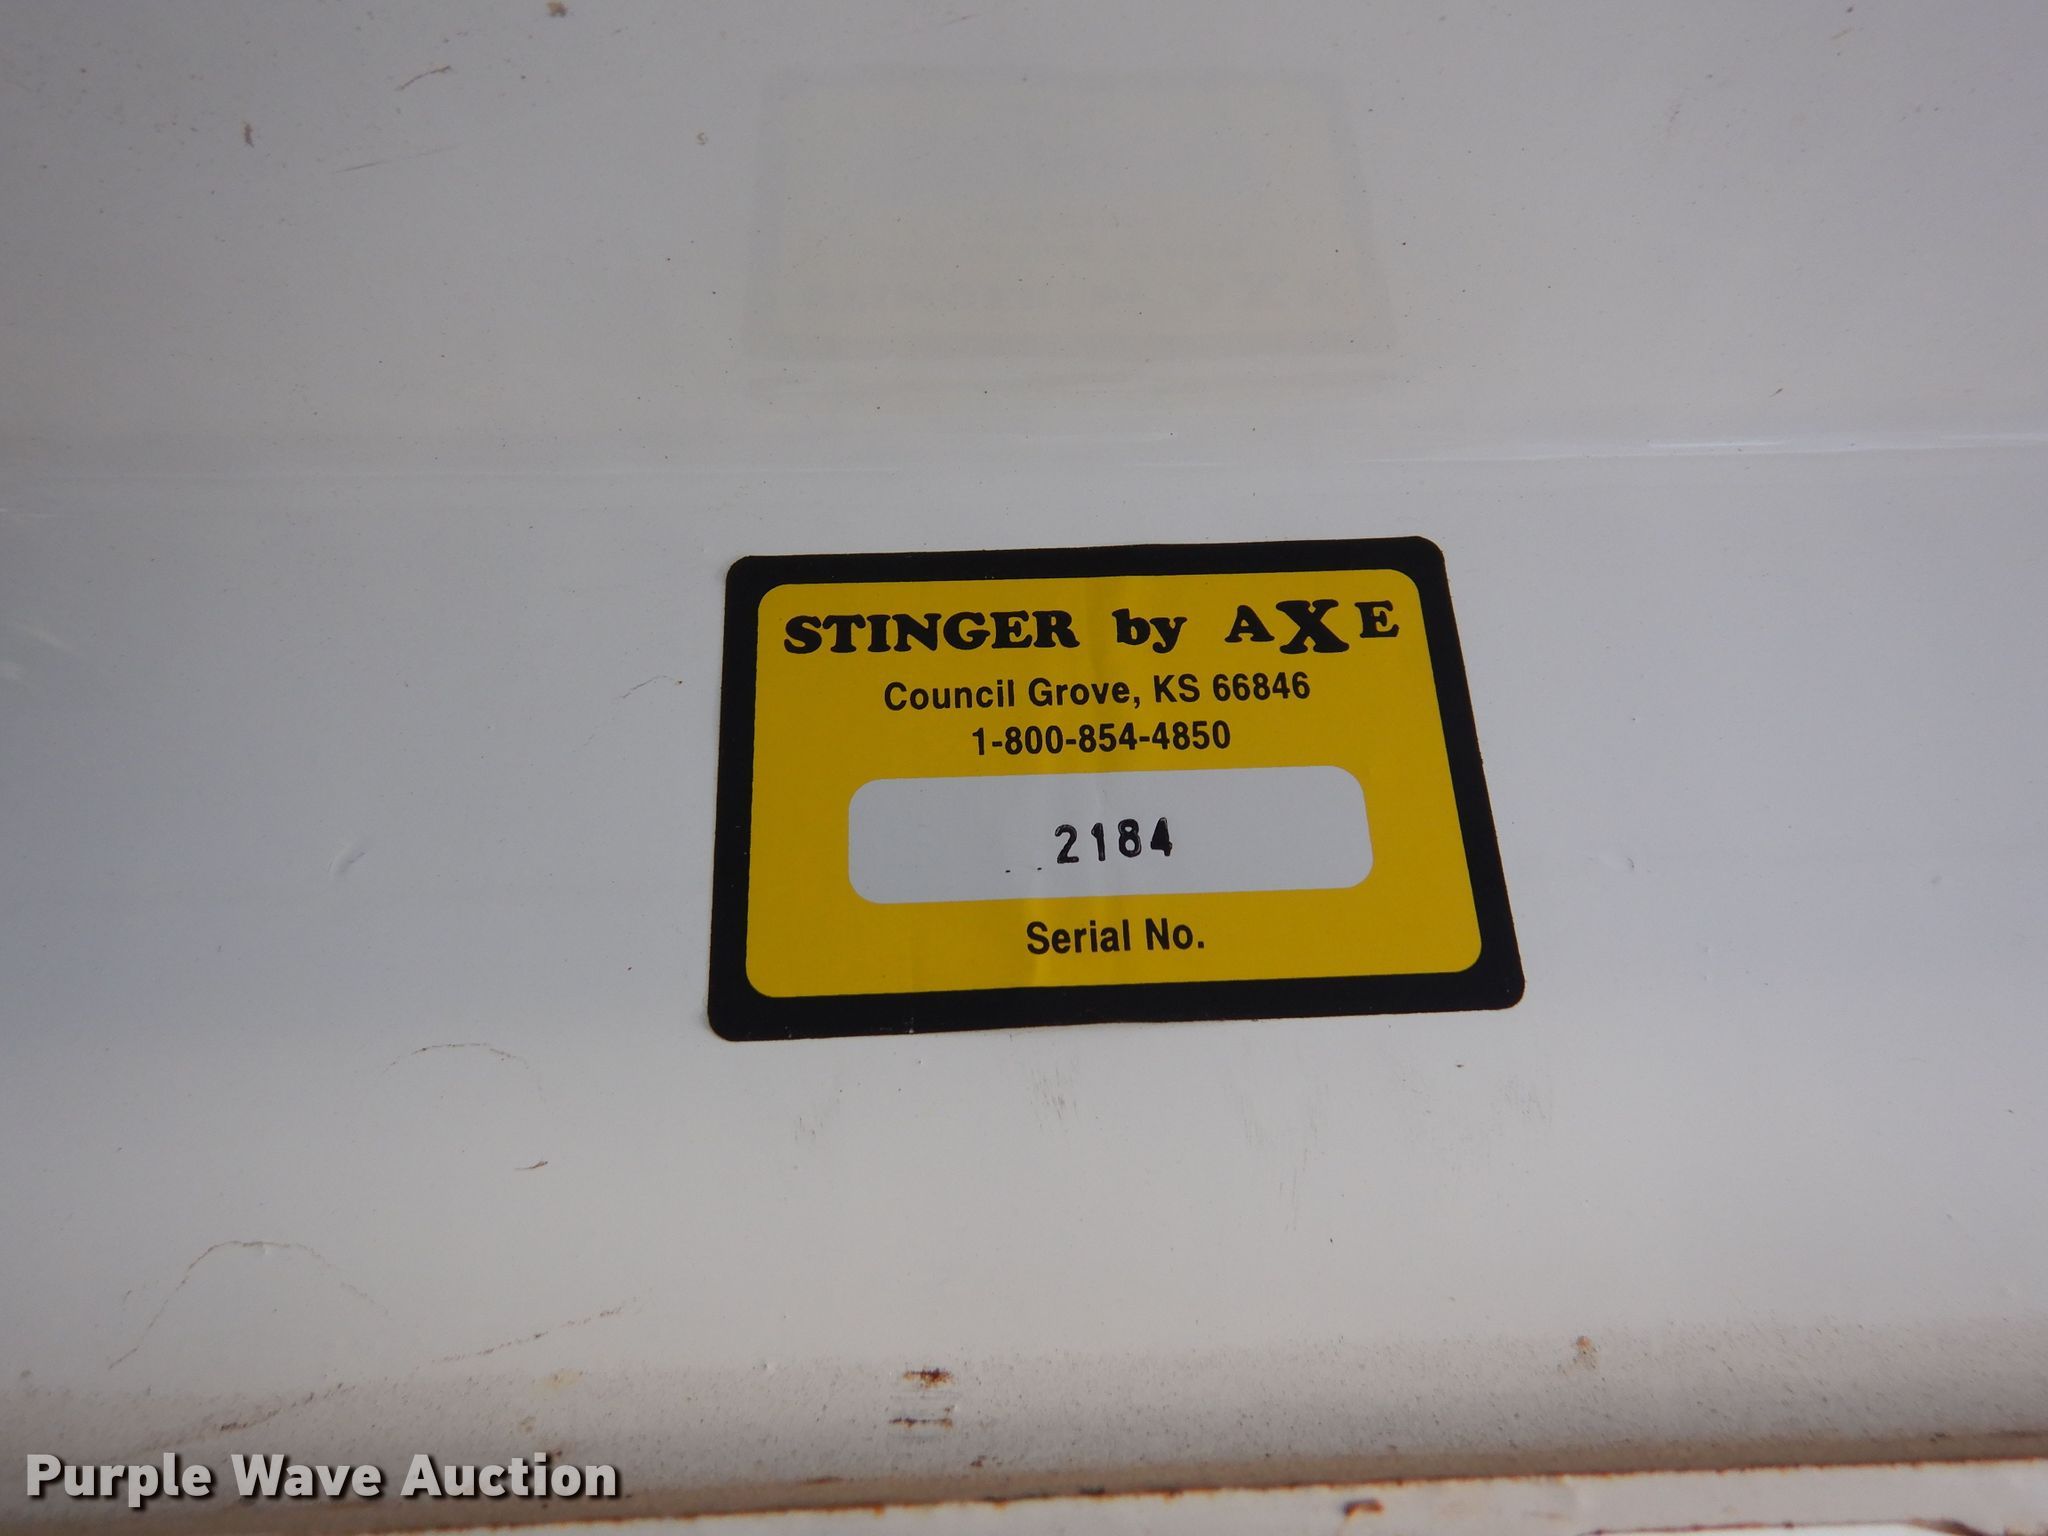 STINGER by AXE
Council Grove, KS 66846
1-800-854-4850
2184
Serial No.
Purple Wave Auction